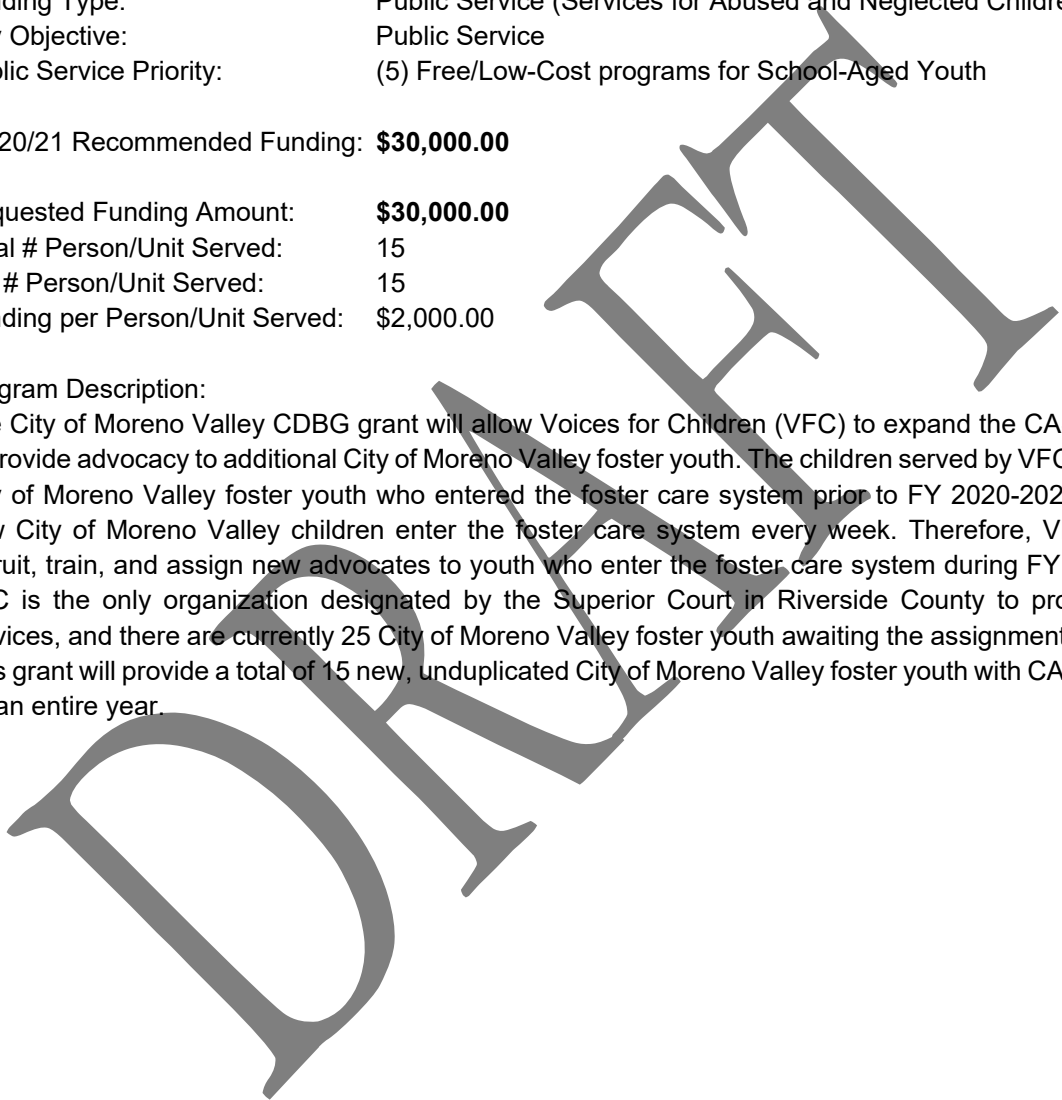 ding Type: Public Service (Services for Abused and Neglected Childre
Objective: Public Service
lic Service Priority: (5) Free/Low-Cost programs for School-Aged Youth
20/21 Recommended Funding: $30,000.00
quested Funding Amount: $30,000.00
al # Person/Unit Served: 15
# Person/Unit Served: 15
ding per Person/Unit Served: $2,000.00
gram Description:
e City of Moreno Valley CDBG grant will allow Voices for Children (VFC) to expand the CA
rovide advocacy to additional City of Moreno Valley foster youth. The children served by VFC
y of Moreno Valley foster youth who entered the foster care system prior to FY 2020-202
w City of Moreno Valley children enter the foster care system every week. Therefore, V
ruit, train, and assign new advocates to youth who enter the foster care system during FY
C is the only organization designated by the Superior Court in Riverside County to pro
vices, and there are currently 25 City of Moreno Valley foster youth awaiting the assignment
s grant will provide a total of 15 new, unduplicated City of Moreno Valley foster youth with CA
an entire year.
DRAFT